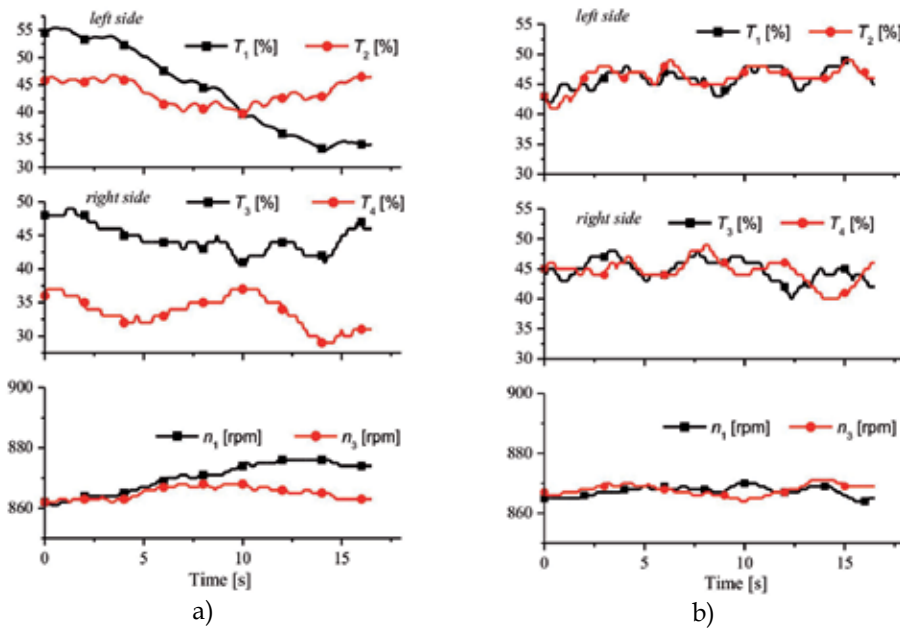 left side
T1 [%] T2 [%]
55
50
45
40
35
30
right side
T3 [%] T4 [%]
50
45
40
35
30
900
n1 [rpm] n3 [rpm]
880
860
0 5 10 15
Time [s]
a)
left side
T1 [%] T2 [%]
55
50
45
40
35
30
right side
T3 [%] T4 [%]
55
50
45
40
35
30
900
n1 [rpm] n3 [rpm]
880
860
0 5 10 15
Time [s]
b)